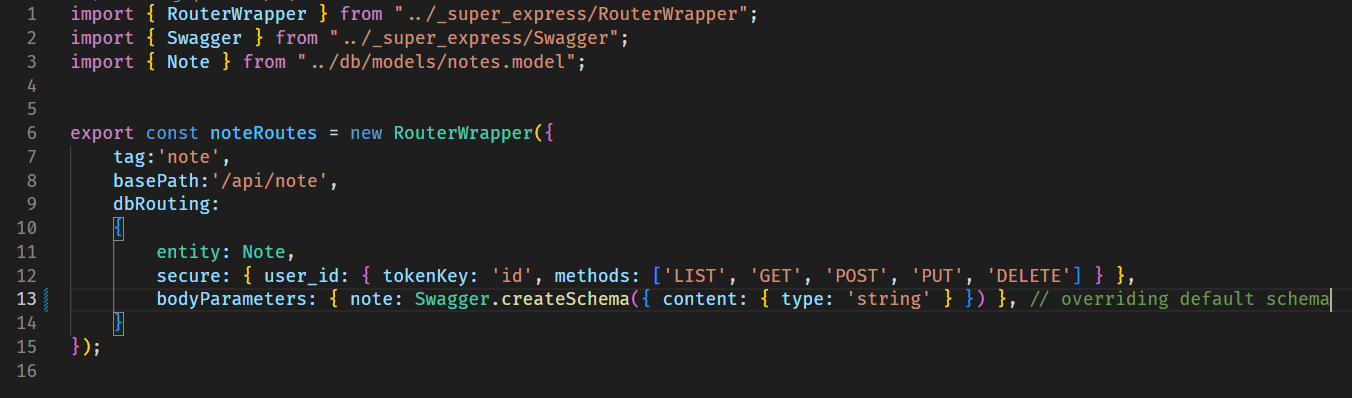 1 import { RouterWrapper } from "../_super_express/RouterWrapper";
2 import { Swagger } from "../_super_express/Swagger";
3 import { Note } from "../db/models/notes.model";
4
5
6 export const noteRoutes = new RouterWrapper({
7     tag:'note',
8     basePath:'/api/note',
9     dbRouting:
10     {
11         entity: Note,
12         secure: { user_id: { tokenKey: 'id', methods: ['LIST', 'GET', 'POST', 'PUT', 'DELETE'] } },
13         bodyParameters: { note: Swagger.createSchema({ content: { type: 'string' } }) }, // overriding default schema
14     }
15 });
16